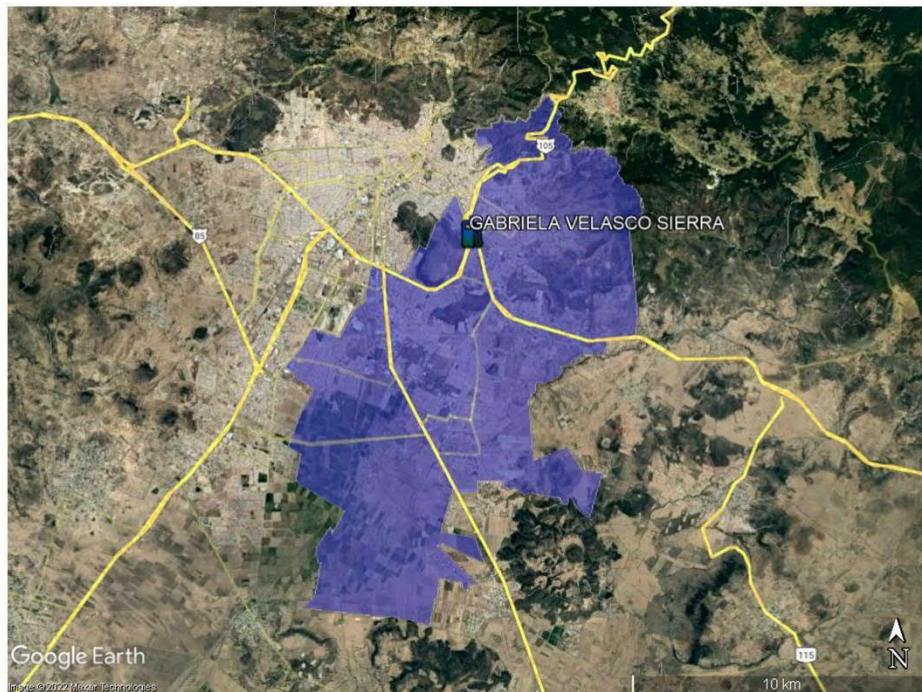 105
GABRIELA VELASCO SIERRA
85
Google Earth
Image © 2022 Maxar Technologies
10 km
115
N